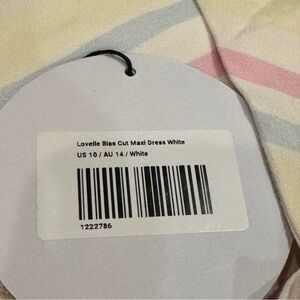 Lovelle Bias Cut Maxi Dress White
US 10 / AU 14 / White
1222786